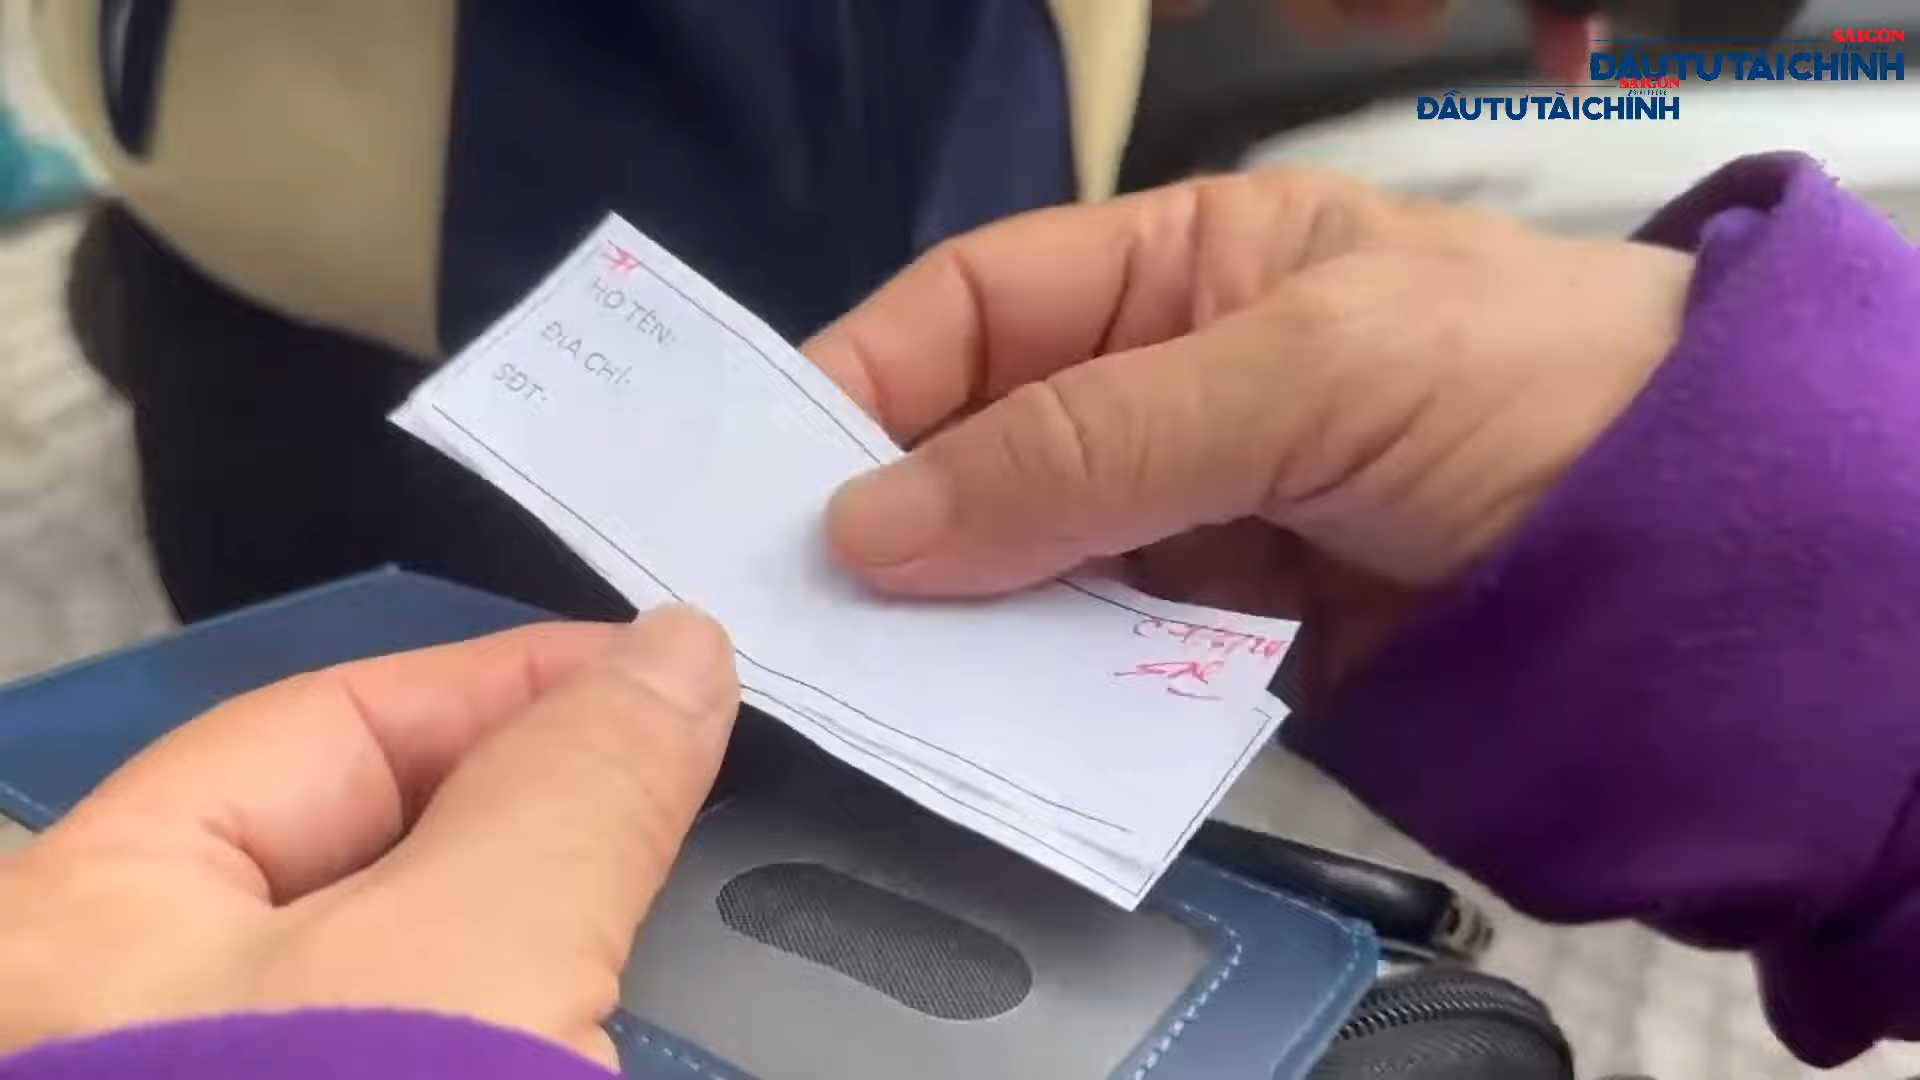 SÀI GÒN
ĐẦU TƯ TÀI CHÍNH
SÀI GÒN
ĐẦU TƯ TÀI CHÍNH
HỌ TÊN:
ĐỊA CHỈ:
SĐT: